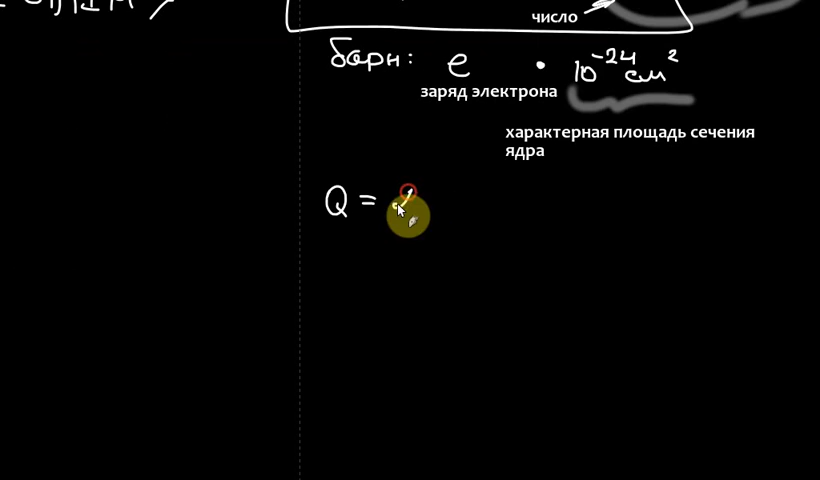 число
барн: e · 10⁻²⁴ см²
заряд электрона
характерная площадь сечения
ядра
Q =